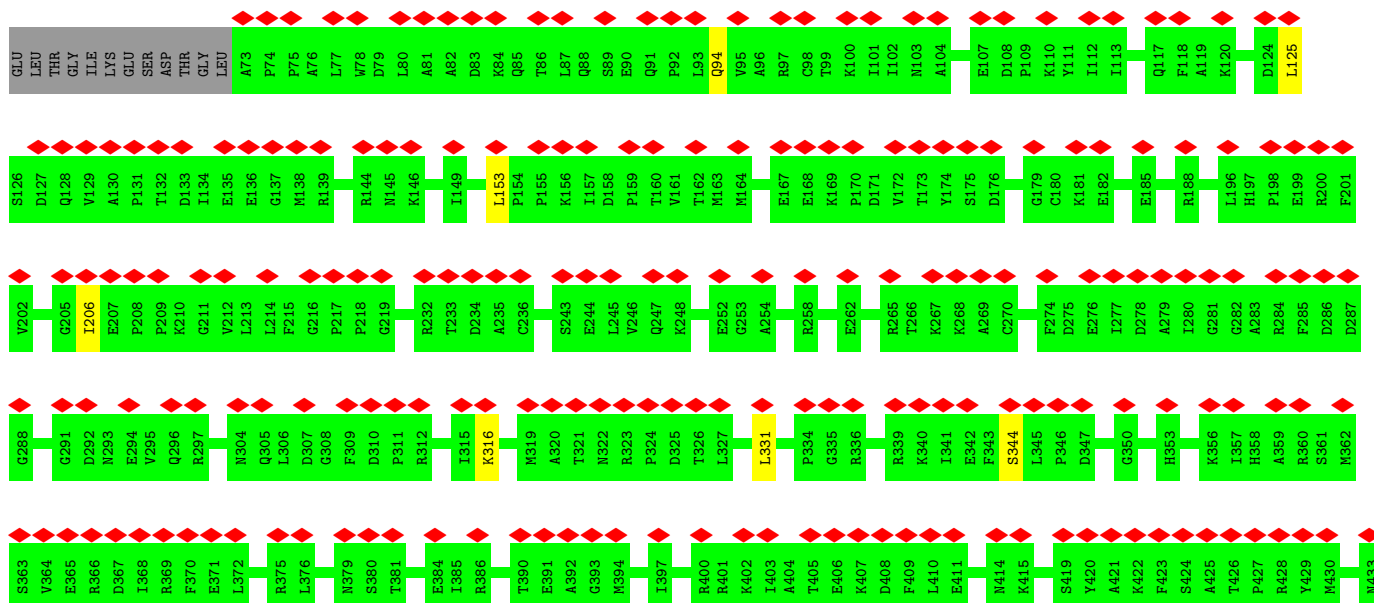 GLU LEU THR GLY ILE LYS GLU SER ASP THR GLY LEU A73 P74 P75 A76 L77 W78 D79 L80 A81 A82 D83 K84 Q85 T86 L87 Q88 S89 E90 Q91 P92 L93 Q94 V95 A96 R97 C98 T99 K100 I101 I102 N103 A104 E107 D108 P109 K110 Y111 I112 I113 Q117 F118 A119 K120 D124 L125
S126 D127 Q128 V129 A130 P131 T132 D133 I134 E135 E136 G137 M138 R139 R144 N145 K146 I149 L153 P154 P155 K156 I157 D158 P159 T160 V161 T162 M163 M164 E167 E168 K169 P170 D171 V172 T173 Y174 S175 D176 G179 C180 K181 E182 E185 R188 L196 H197 P198 E199 R200 F201
V202 G205 I206 E207 P208 P209 K210 G211 V212 L213 L214 F215 G216 P217 P218 G219 R232 T233 D234 A235 C236 S243 E244 L245 V246 Q247 K248 E252 G253 A254 R258 E262 R265 T266 K267 K268 A269 C270 F274 D275 E276 I277 D278 A279 I280 G281 G282 A283 R284 F285 D286 D287
G288 G291 D292 N293 E294 V295 Q296 R297 N304 Q305 L306 D307 G308 F309 D310 P311 R312 I315 K316 M319 A320 T321 N322 R323 P324 D325 T326 L327 L331 P334 G335 R336 R339 K340 I341 E342 F343 S344 L345 P346 D347 G350 H353 K356 I357 H358 A359 R360 S361 M362
S363 V364 E365 R366 D367 I368 R369 F370 E371 L372 R375 L376 N379 S380 T381 E384 I385 R386 T390 E391 A392 G393 M394 I397 R400 R401 K402 I403 A404 T405 E406 K407 D408 F409 L410 E411 N414 K415 S419 Y420 A421 K422 F423 S424 A425 T426 P427 R428 Y429 M430 N433